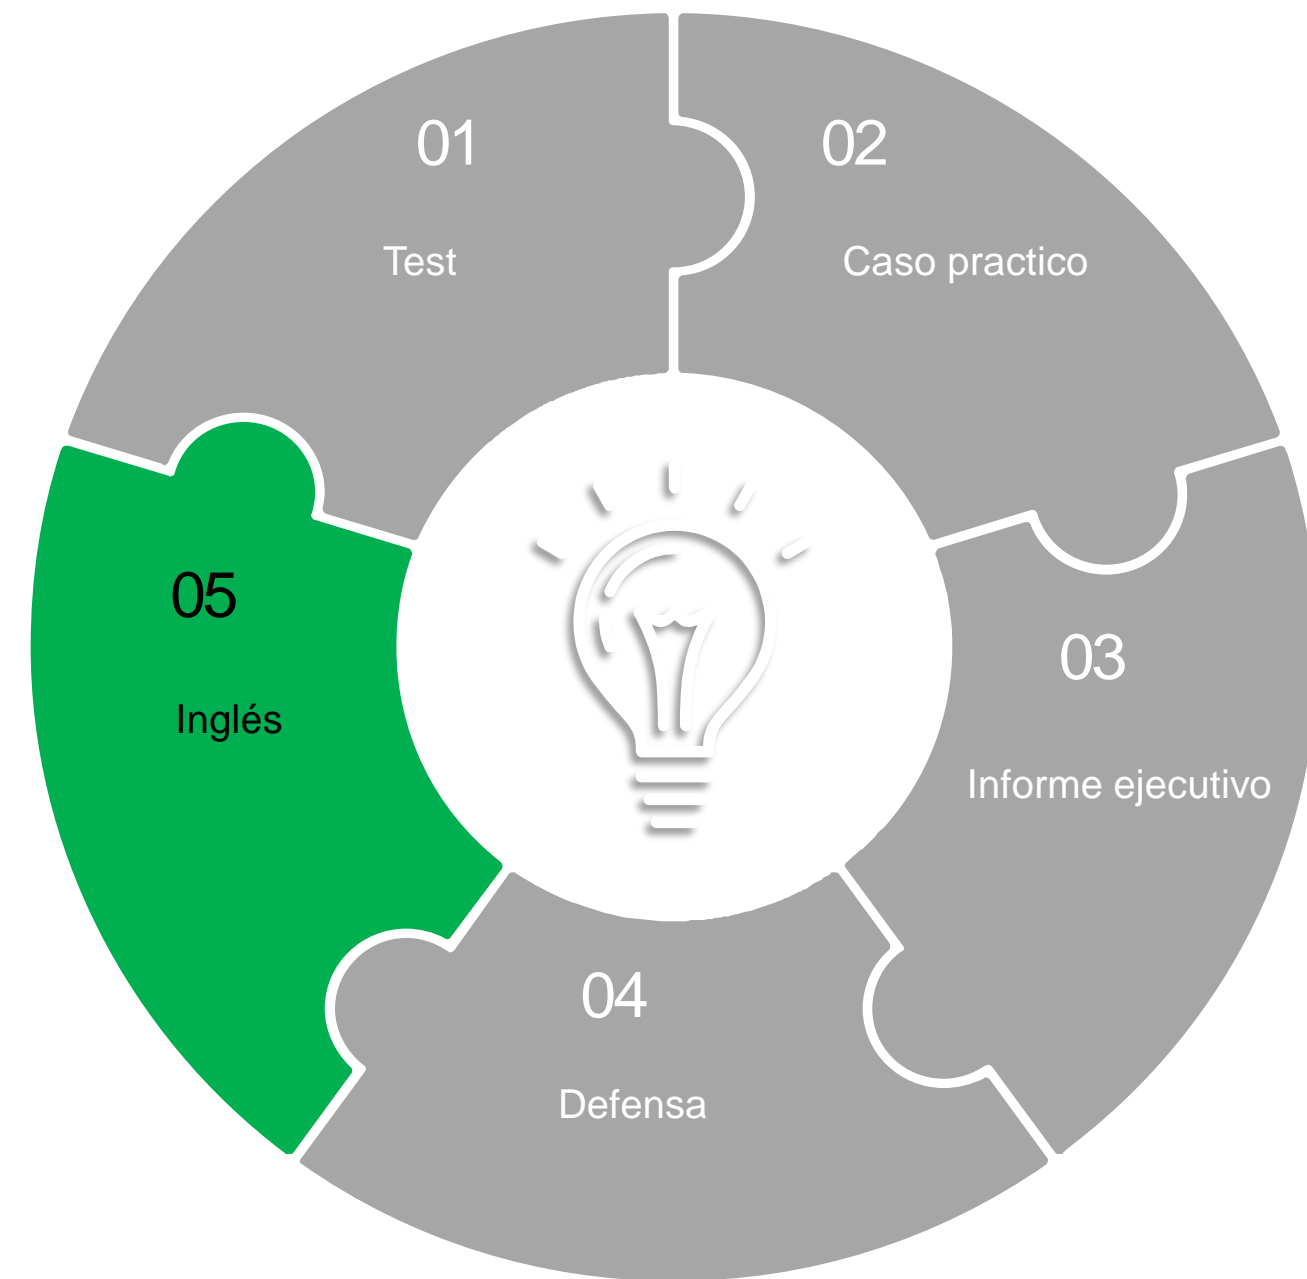 01
Test
02
Caso practico
03
Informe ejecutivo
04
Defensa
05
Inglés